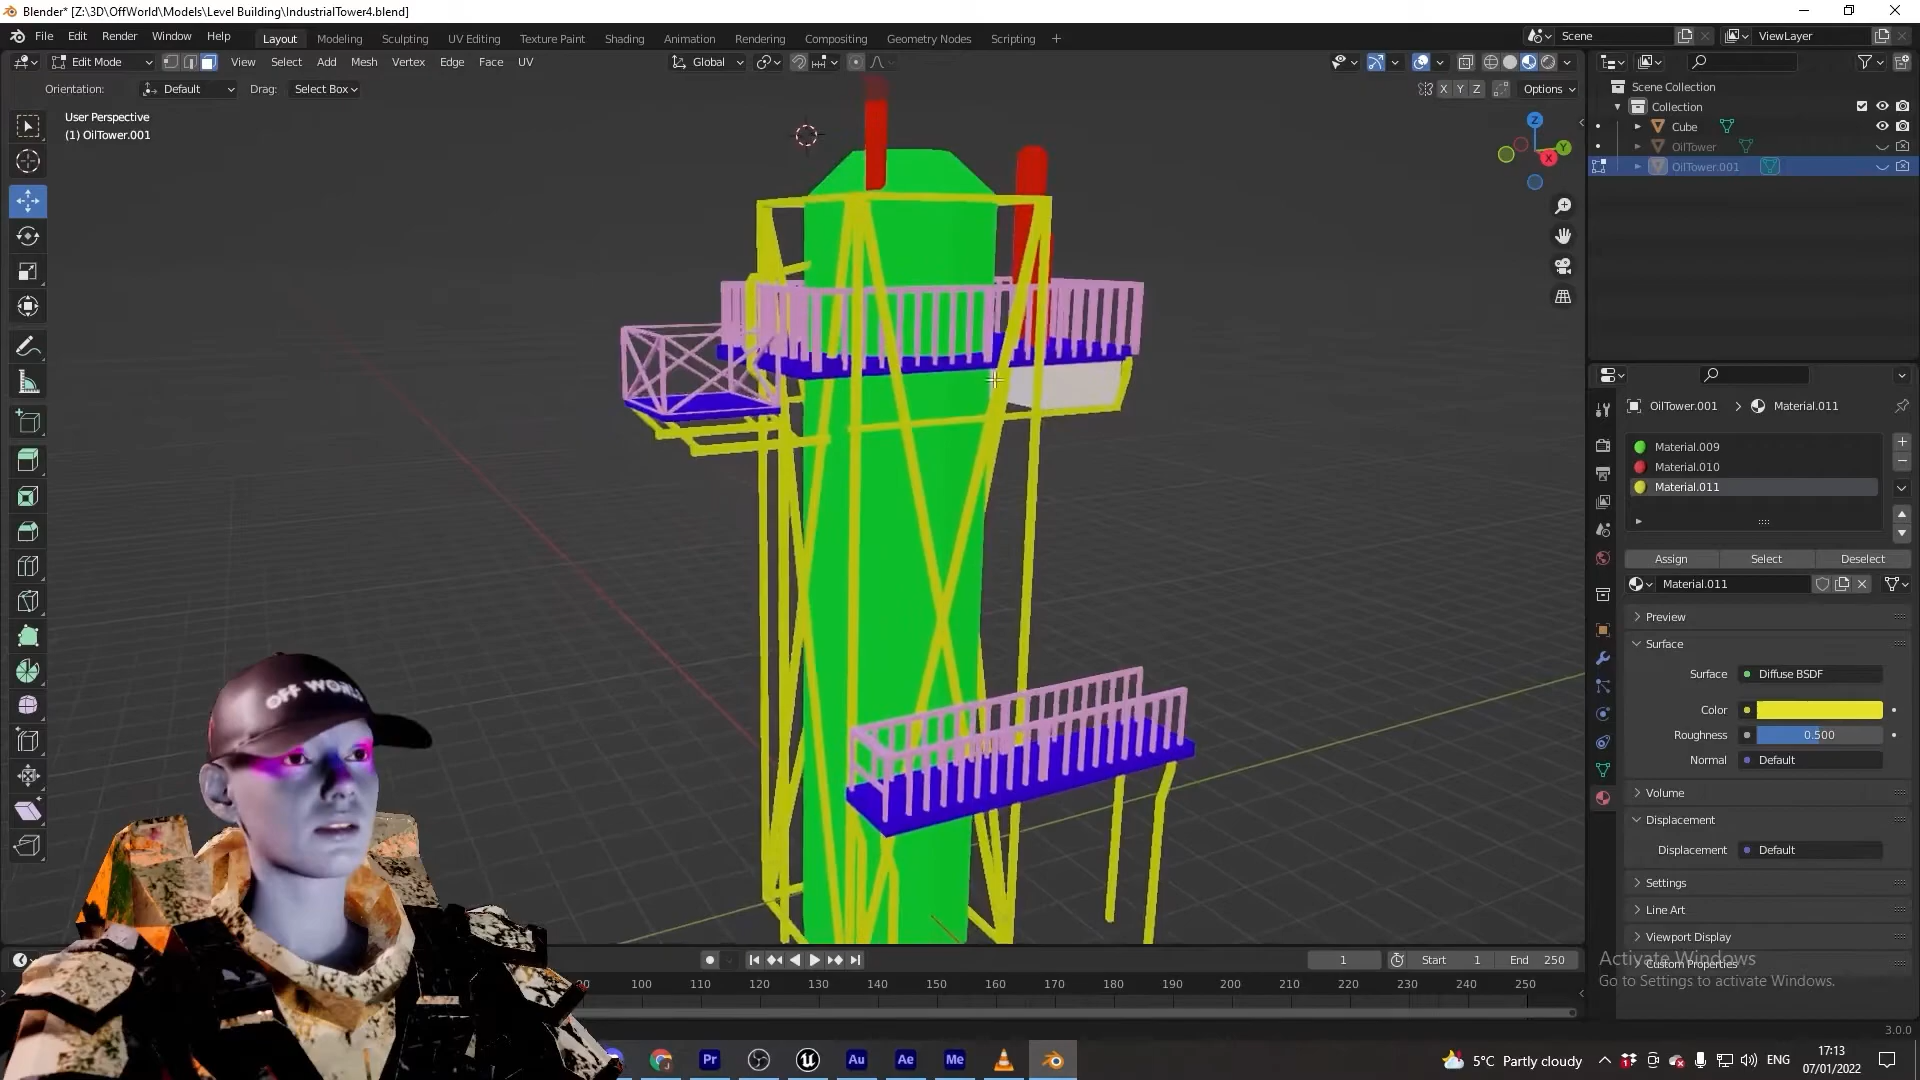 Blender* [Z:\3D\OffWorld\Models\Level Building\IndustrialTower4.blend]
File Edit Render Window Help Layout Modeling Sculpting UV Editing Texture Paint Shading Animation Rendering Compositing Geometry Nodes Scripting + Scene ViewLayer
Edit Mode View Select Add Mesh Vertex Edge Face UV Global
Orientation: Default Drag: Select Box X Y Z Options
User Perspective
(1) OilTower.001
Z
Y
X
Scene Collection
Collection
Cube
OilTower
OilTower.001
OilTower.001 > Material.011
Material.009
Material.010
Material.011
Assign Select Deselect
Material.011
Preview
Surface
Surface Diffuse BSDF
Color
Roughness 0.500
Normal Default
Volume
Displacement
Displacement Default
Settings
Line Art
Viewport Display
Custom Properties
Activate Windows
Go to Settings to activate Windows.
OFF WORLD
1 Start 1 End 250
100 110 120 130 140 150 160 170 180 190 200 210 220 230 240 250
3.0.0
Pr Au Ae Me
5°C Partly cloudy ENG
17:13
07/01/2022